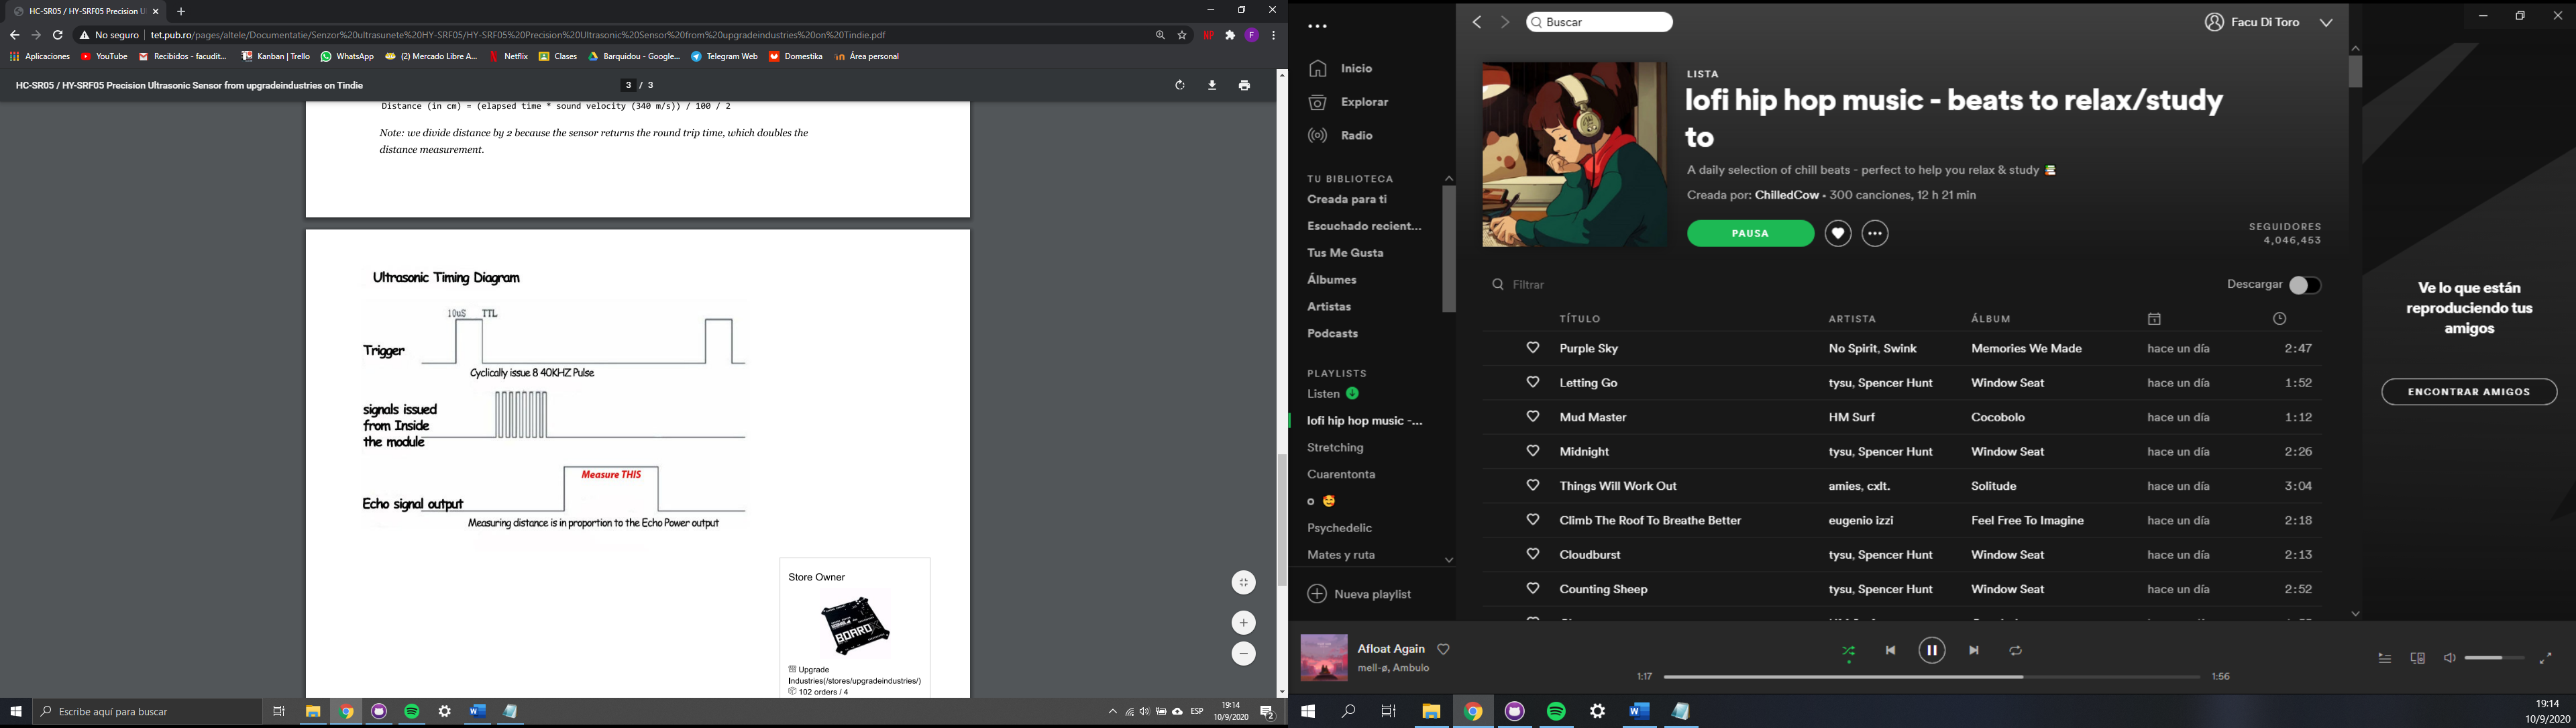 HC-SR05 / HY-SRF05 Precision U
No seguro
tet.pub.ro/pages/altele/Documentatie/Senzor%20ultrasunete%20HY-SRF05/HY-SRF05%20Precision%20Ultrasonic%20Sensor%20from%20upgradeindustries%20on%20Tindie.pdf
Aplicaciones
YouTube
Recibidos - facudit...
Kanban | Trello
WhatsApp
(2) Mercado Libre A...
Netflix
Clases
Barquidou - Google...
Telegram Web
Domestika
Área personal
HC-SR05 / HY-SRF05 Precision Ultrasonic Sensor from upgradeindustries on Tindie
3 / 3
Distance (in cm) = (elapsed time * sound velocity (340 m/s)) / 100 / 2
Note: we divide distance by 2 because the sensor returns the round trip time, which doubles the
distance measurement.
Ultrasonic Timing Diagram
10uS TTL
Trigger
Cyclically issue 8 40KHZ Pulse
signals issued
from Inside
the module
Measure THIS
Echo signal output
Measuring distance is in proportion to the Echo Power output
Store Owner
BOARD
Upgrade
Industries(/stores/upgradeindustries/)
102 orders / 4
Escribe aquí para buscar
ESP
19:14
10/9/2020
2
Buscar
Facu Di Toro
Inicio
Explorar
Radio
TU BIBLIOTECA
Creada para ti
Escuchado recient...
Tus Me Gusta
Álbumes
Artistas
Podcasts
PLAYLISTS
Listen
lofi hip hop music -...
Stretching
Cuarentonta
o 🥰
Psychedelic
Mates y ruta
Nueva playlist
LISTA
lofi hip hop music - beats to relax/study
to
A daily selection of chill beats - perfect to help you relax & study 📚
Creada por: ChilledCow • 300 canciones, 12 h 21 min
PAUSA
SEGUIDORES
4,046,453
Filtrar
Descargar
TÍTULO ARTISTA ÁLBUM
Purple Sky No Spirit, Swink Memories We Made hace un día 2:47
Letting Go tysu, Spencer Hunt Window Seat hace un día 1:52
Mud Master HM Surf Cocobolo hace un día 1:12
Midnight tysu, Spencer Hunt Window Seat hace un día 2:26
Things Will Work Out amies, cxlt. Solitude hace un día 3:04
Climb The Roof To Breathe Better eugenio izzi Feel Free To Imagine hace un día 2:18
Cloudburst tysu, Spencer Hunt Window Seat hace un día 2:13
Counting Sheep tysu, Spencer Hunt Window Seat hace un día 2:52
Ve lo que están
reproduciendo tus
amigos
ENCONTRAR AMIGOS
Afloat Again
mell-ø, Ambulo
1:17
1:56
19:14
10/9/2020